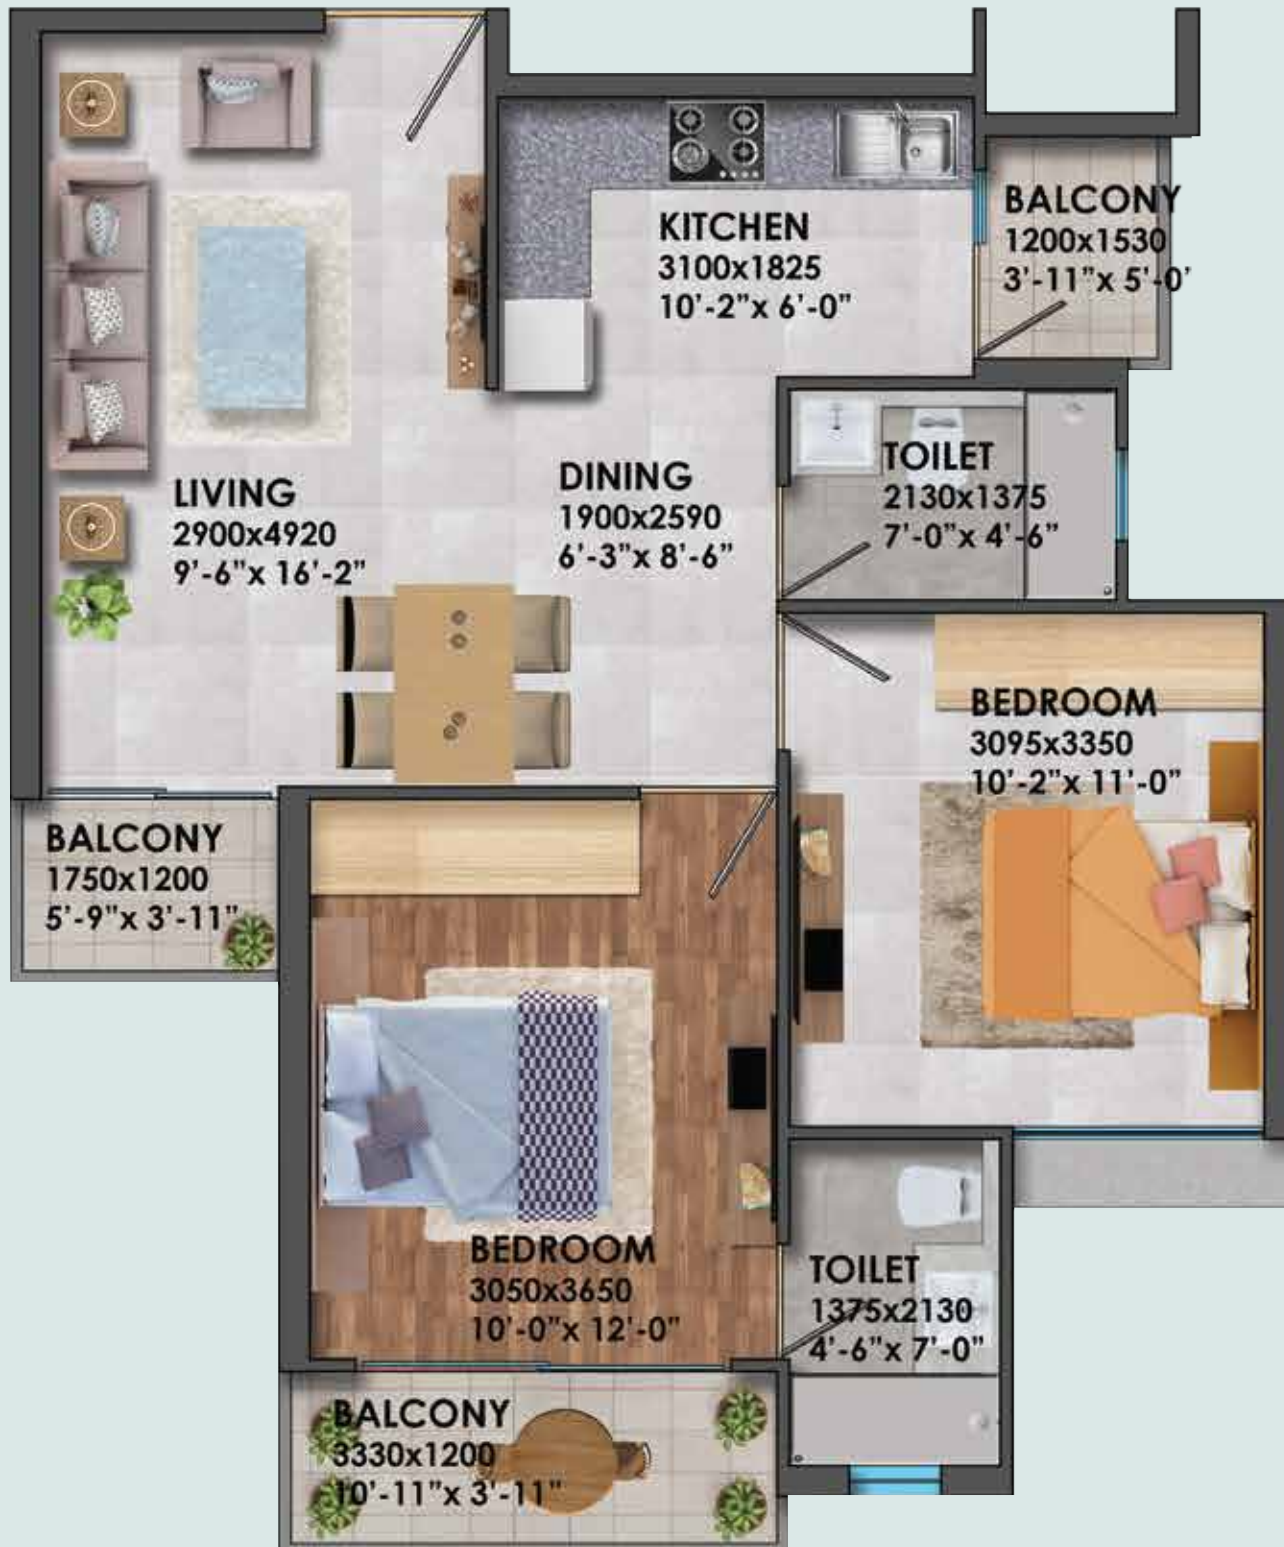 KITCHEN
3100x1825
10'-2"x 6'-0"
BALCONY
1200x1530
3'-11"x 5'-0'
LIVING
2900x4920
9'-6"x 16'-2"
DINING
1900x2590
6'-3"x 8'-6"
TOILET
2130x1375
7'-0"x 4'-6"
BEDROOM
3095x3350
10'-2"x 11'-0"
BALCONY
1750x1200
5'-9"x 3'-11"
BEDROOM
3050x3650
10'-0"x 12'-0"
TOILET
1375x2130
4'-6"x 7'-0"
BALCONY
3330x1200
10'-11"x 3'-11"